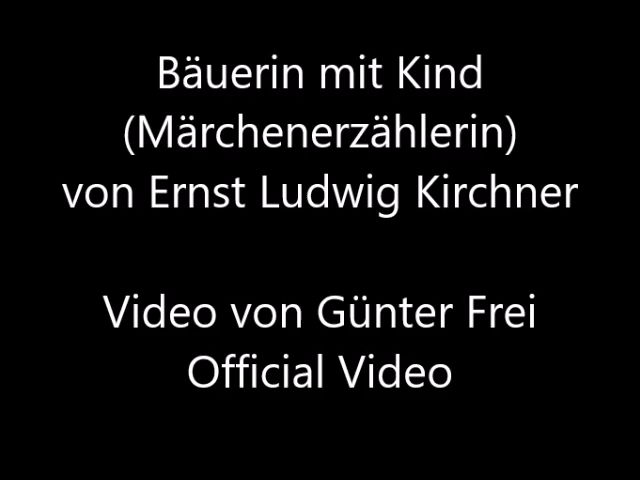 Bäuerin mit Kind
(Märchenerzählerin)
von Ernst Ludwig Kirchner
Video von Günter Frei
Official Video